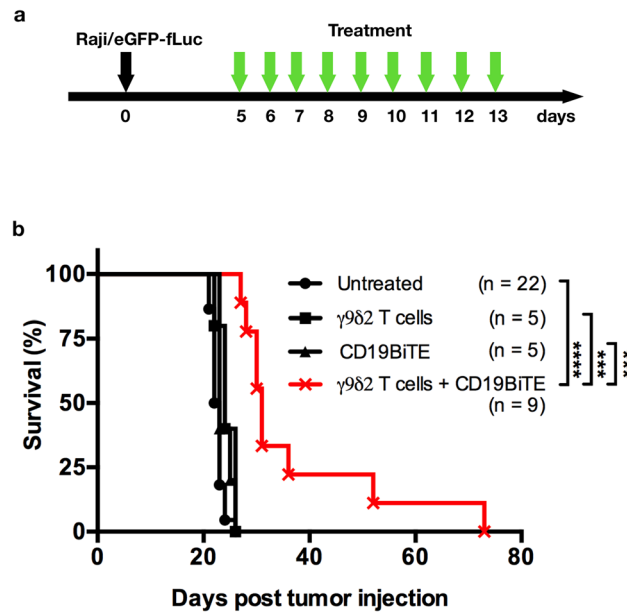 a
Raji/eGFP-fLuc
Treatment
0 5 6 7 8 9 10 11 12 13 days
b
Survival (%)
100
75
50
25
0
0 20 40 60 80
Days post tumor injection
Untreated (n = 22)
γ9δ2 T cells (n = 5)
CD19BiTE (n = 5)
γ9δ2 T cells + CD19BiTE
(n = 9)
****
***
***